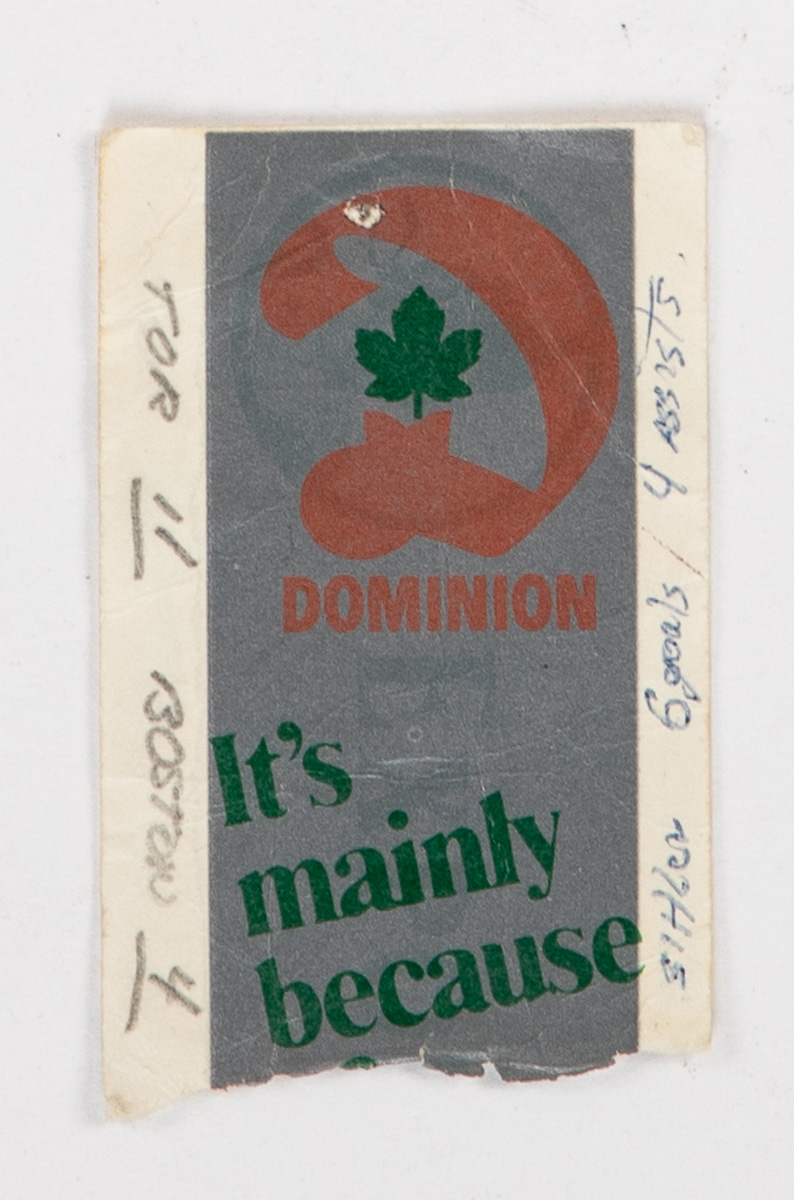 DOMINION
It's
mainly
because
TOR 11 BOSTON 4
Sittler 6 goals / 4 assists.